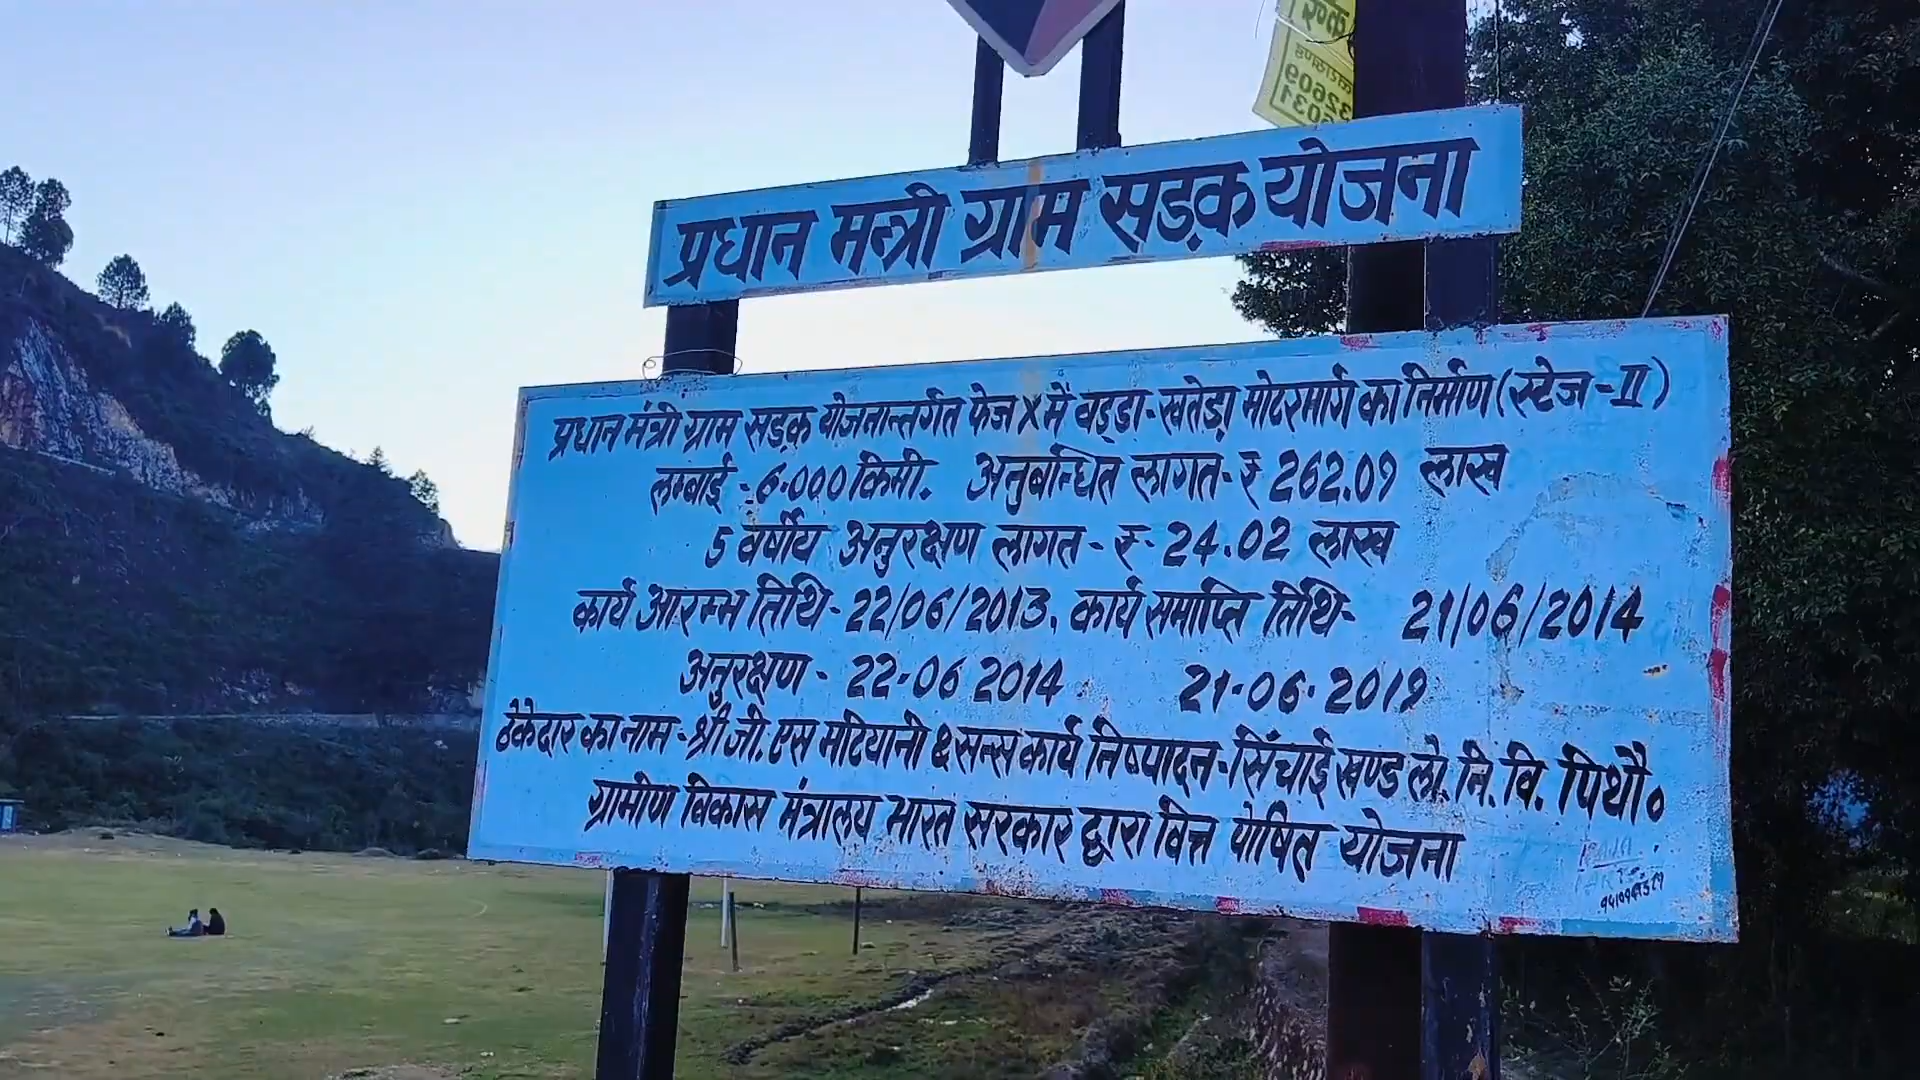 प्रधान मन्त्री ग्राम सड़क योजना
प्रधान मंत्री ग्राम सड़क योजनान्तर्गत फेज X मै वड्डा-खतेडा़ मोटरमार्ग का निर्माण (स्टेज-II)
लम्बाई - 6.000 किमी. अनुबन्धित लागत- ₹ 262.09 लाख
5 वर्षीय अनुरक्षण लागत - ₹- 24.02 लाख
कार्य आरम्भ तिथि- 22/06/2013. कार्य समाप्ति तिथि- 21/06/2014
अनुरक्षण - 22-06 2014 21-06-2019
ठेकेदार का नाम - श्री जी. एस मटियानी & सन्स कार्य निष्पादन-सिंचाई खण्ड लो. नि. वि. पिथौ०
ग्रामीण विकास मंत्रालय भारत सरकार द्वारा वित्त पोषित योजना